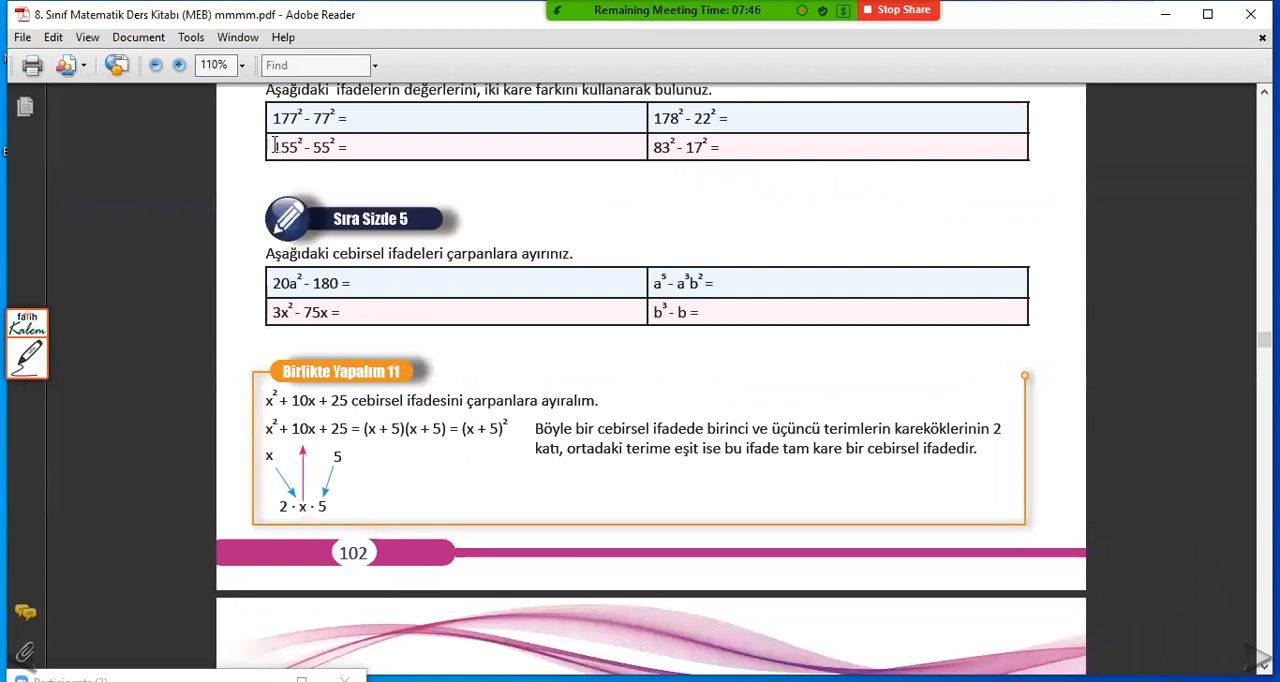 8. Sınıf Matematik Ders Kitabı (MEB) mmmm.pdf - Adobe Reader
Remaining Meeting Time: 07:46
Stop Share
File Edit View Document Tools Window Help
110%
Find
Aşağıdaki ifadelerin değerlerini, iki kare farkını kullanarak bulunuz.
177² - 77² =
178² - 22² =
155² - 55² =
83² - 17² =
Sıra Sizde 5
Aşağıdaki cebirsel ifadeleri çarpanlara ayırınız.
20a² - 180 =
a⁵ - a³b² =
3x² - 75x =
b³ - b =
fatih
Kalem
Birlikte Yapalım 11
x² + 10x + 25 cebirsel ifadesini çarpanlara ayıralım.
x² + 10x + 25 = (x + 5)(x + 5) = (x + 5)²
Böyle bir cebirsel ifadede birinci ve üçüncü terimlerin kareköklerinin 2
katı, ortadaki terime eşit ise bu ifade tam kare bir cebirsel ifadedir.
x 5
2 · x · 5
102